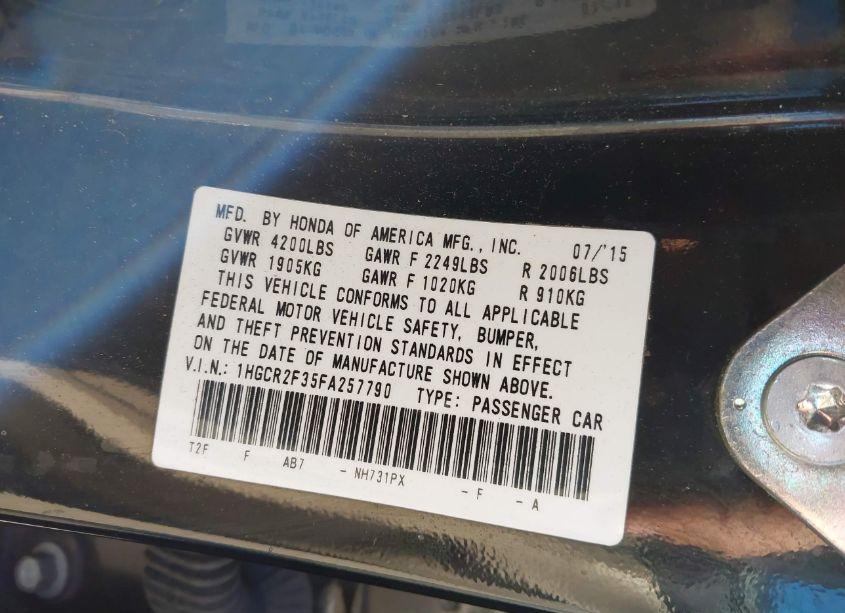 MFD. BY HONDA OF AMERICA MFG., INC. 07/'15
GVWR 4200LBS GAWR F 2249LBS R 2006LBS
GVWR 1905KG GAWR F 1020KG R 910KG
THIS VEHICLE CONFORMS TO ALL APPLICABLE
FEDERAL MOTOR VEHICLE SAFETY, BUMPER,
AND THEFT PREVENTION STANDARDS IN EFFECT
ON THE DATE OF MANUFACTURE SHOWN ABOVE.
V.I.N.: 1HGCR2F35FA257790 TYPE: PASSENGER CAR
T2F F AB7 - NH731PX - F - A